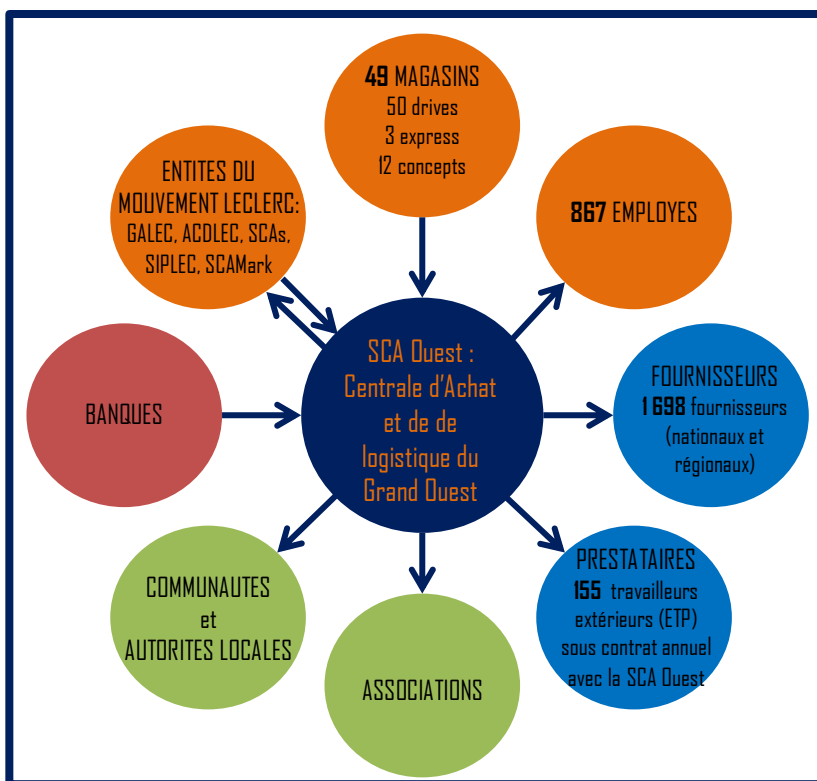 49 MAGASINS
50 drives
3 express
12 concepts
ENTITES DU
MOUVEMENT LECLERC:
GALEC, ACDLEC, SCAs,
SIPLEC, SCAMark
867 EMPLOYES
SCA Ouest :
Centrale d'Achat
et de de
logistique du
Grand Ouest
BANQUES
FOURNISSEURS
1 698 fournisseurs
(nationaux et
régionaux)
COMMUNAUTES
et
AUTORITES LOCALES
ASSOCIATIONS
PRESTATAIRES
155 travailleurs
extérieurs (ETP)
sous contrat annuel
avec la SCA Ouest